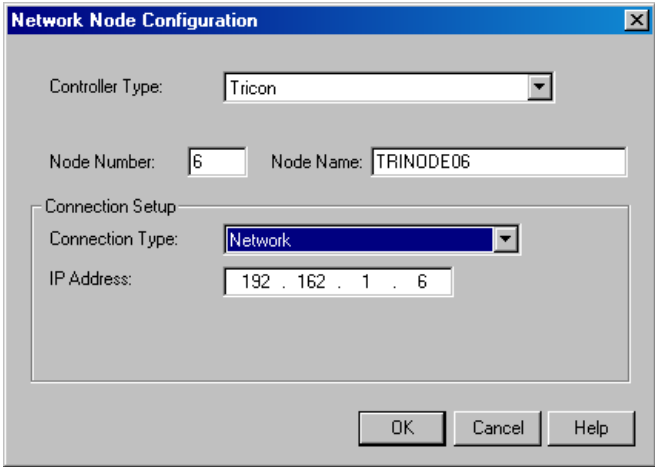 Network Node Configuration
Controller Type: Tricon
Node Number: 6 Node Name: TRINODE06
Connection Setup
Connection Type: Network
IP Address: 192 . 162 . 1 . 6
OK Cancel Help